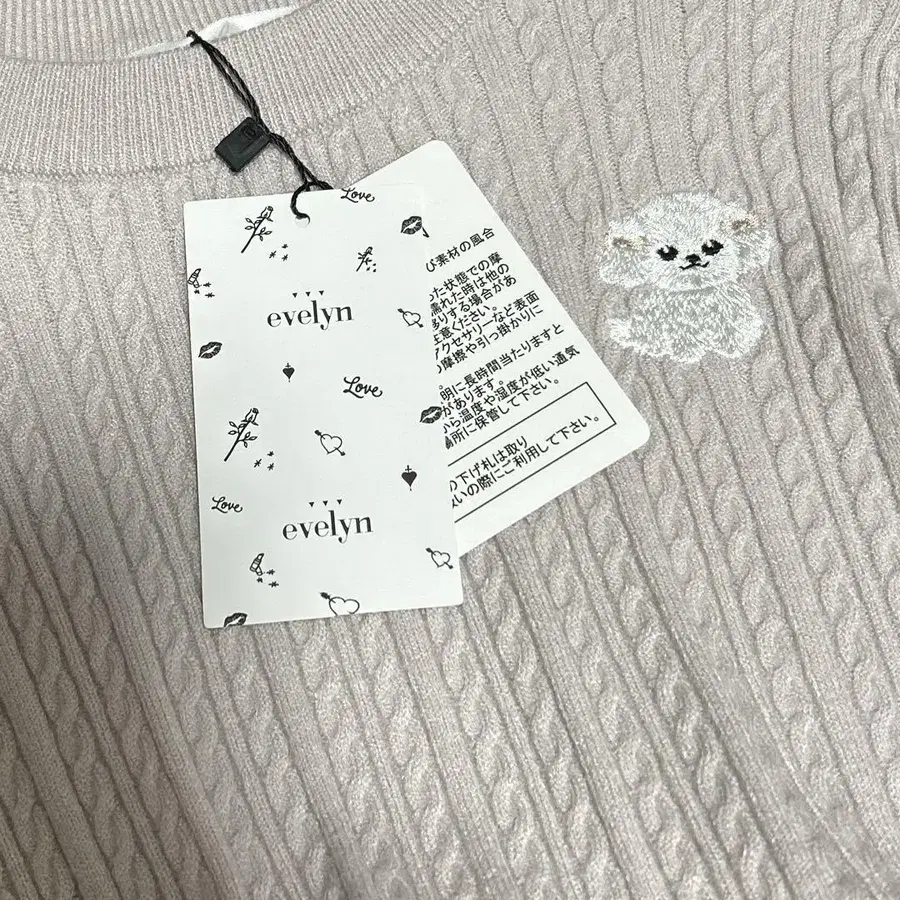 Love
evelyn
Love
Love
evelyn
び素材の風合
た状態での摩
濡れた時は他の
移りする場合があ
注意ください。
アクセサリーなど表面
の摩擦や引っ掛かりに
明に長時間当たりますと
があります。
から温度や湿度が低い通気
場所に保管して下さい。
の下げ札は取り
扱いの際にご利用して下さい。